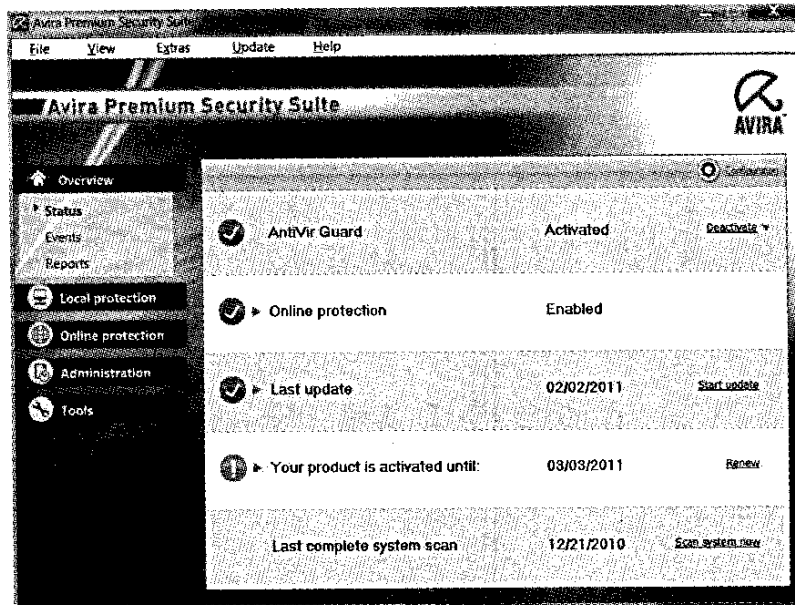 Avira Premium Security Suite
File View Extras Update Help
Avira Premium Security Suite
AVIRA
Overview
Configuration
Status
Events
Reports
Local protection
Online protection
Administration
Tools
AntiVir Guard Activated Deactivate
Online protection Enabled
Last update 02/02/2011 Start update
Your product is activated until: 03/03/2011 Renew
Last complete system scan 12/21/2010 Scan system now